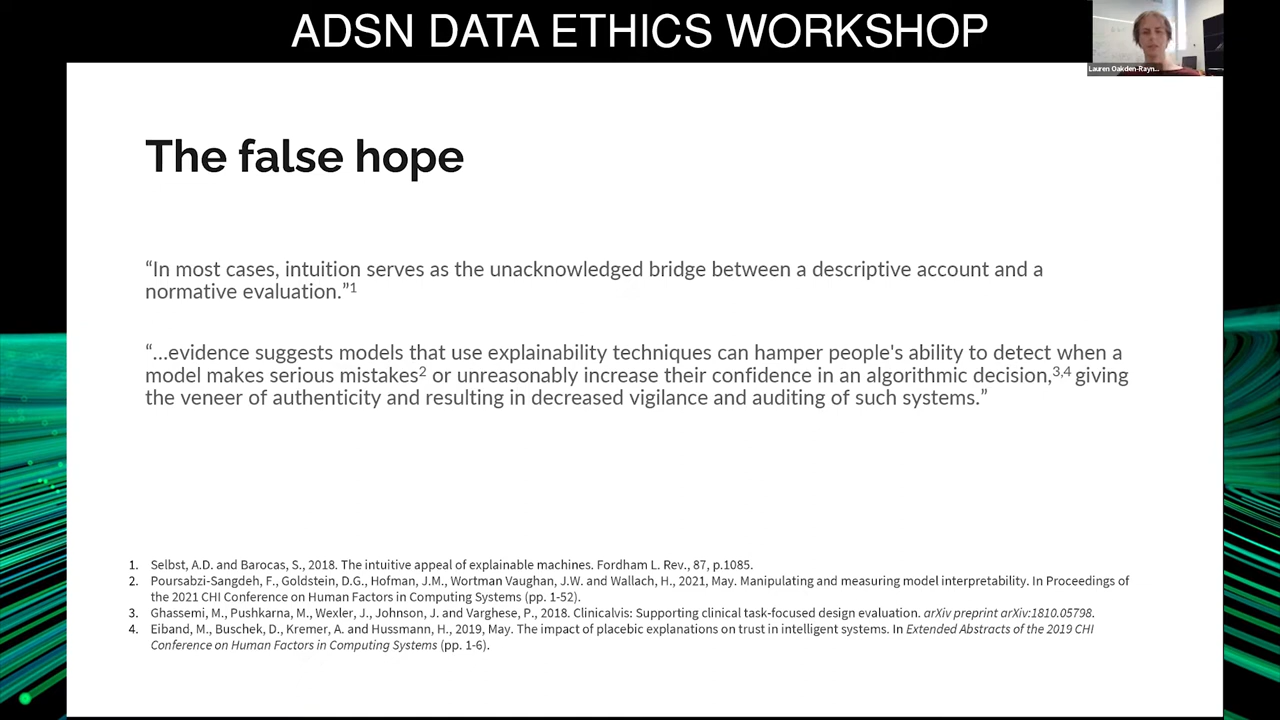 ADSN DATA ETHICS WORKSHOP
Lauren Oakden-Rayn...
The false hope
“In most cases, intuition serves as the unacknowledged bridge between a descriptive account and a
normative evaluation.”1
“...evidence suggests models that use explainability techniques can hamper people's ability to detect when a
model makes serious mistakes2 or unreasonably increase their confidence in an algorithmic decision,3,4 giving
the veneer of authenticity and resulting in decreased vigilance and auditing of such systems.”
1. Selbst, A.D. and Barocas, S., 2018. The intuitive appeal of explainable machines. Fordham L. Rev., 87, p.1085.
2. Poursabzi-Sangdeh, F., Goldstein, D.G., Hofman, J.M., Wortman Vaughan, J.W. and Wallach, H., 2021, May. Manipulating and measuring model interpretability. In Proceedings of
the 2021 CHI Conference on Human Factors in Computing Systems (pp. 1-52).
3. Ghassemi, M., Pushkarna, M., Wexler, J., Johnson, J. and Varghese, P., 2018. Clinicalvis: Supporting clinical task-focused design evaluation. arXiv preprint arXiv:1810.05798.
4. Eiband, M., Buschek, D., Kremer, A. and Hussmann, H., 2019, May. The impact of placebic explanations on trust in intelligent systems. In Extended Abstracts of the 2019 CHI
Conference on Human Factors in Computing Systems (pp. 1-6).